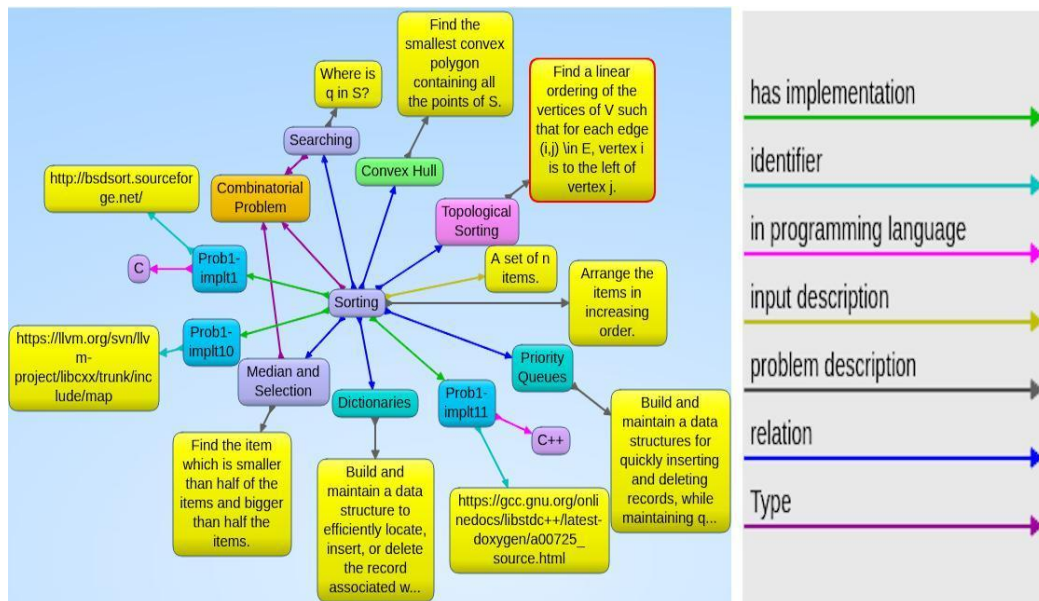 Find the
smallest convex
polygon
containing all
the points of S.
Where is
q in S?
Find a linear
ordering of the
vertices of V such
that for each edge
(i,j) \in E, vertex i
is to the left of
vertex j.
Searching
Convex Hull
http://bsdsort.sourcefor
ge.net/
Combinatorial
Problem
Topological
Sorting
A set of n
items.
Prob1-
implt1
C
Arrange the
items in
increasing
order.
Sorting
https://llvm.org/svn/llv
m-
project/libcxx/trunk/inc
lude/map
Prob1-
implt10
Median and
Selection
Priority
Queues
Dictionaries
Prob1-
implt11
C++
Find the item
which is smaller
than half of the
items and bigger
than half the
items.
Build and
maintain a data
structure to
efficiently locate,
insert, or delete
the record
associated w...
https://gcc.gnu.org/onli
nedocs/libstdc++/latest-
doxygen/a00725_
source.html
Build and
maintain a data
structures for
quickly inserting
and deleting
records, while
maintaining q...
has implementation
identifier
in programming language
input description
problem description
relation
Type